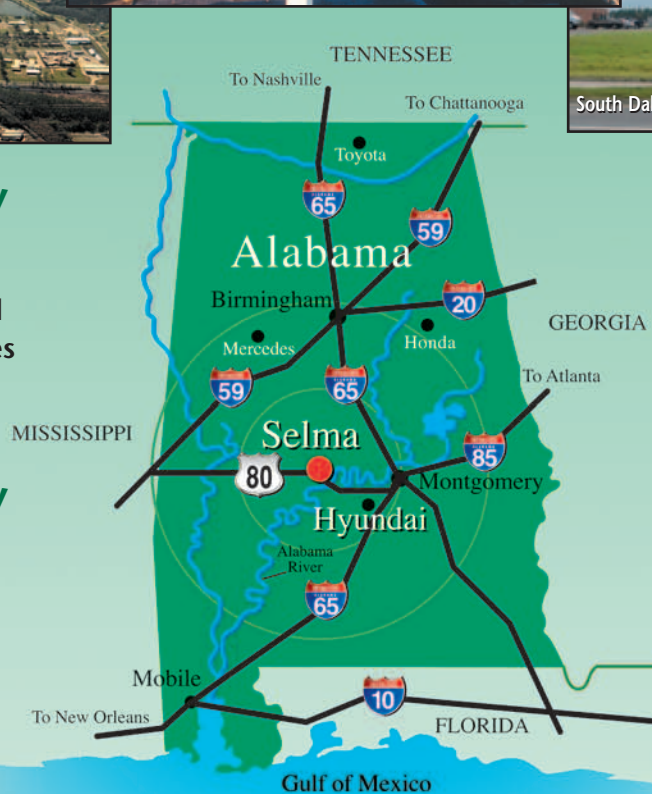 TENNESSEE
To Nashville
To Chattanooga
South Dal
Toyota
65
59
Alabama
Birmingham
20
GEORGIA
Mercedes
Honda
To Atlanta
59
65
MISSISSIPPI
Selma
85
80
Montgomery
Hyundai
Alabama
River
65
Mobile
10
To New Orleans
FLORIDA
Gulf of Mexico